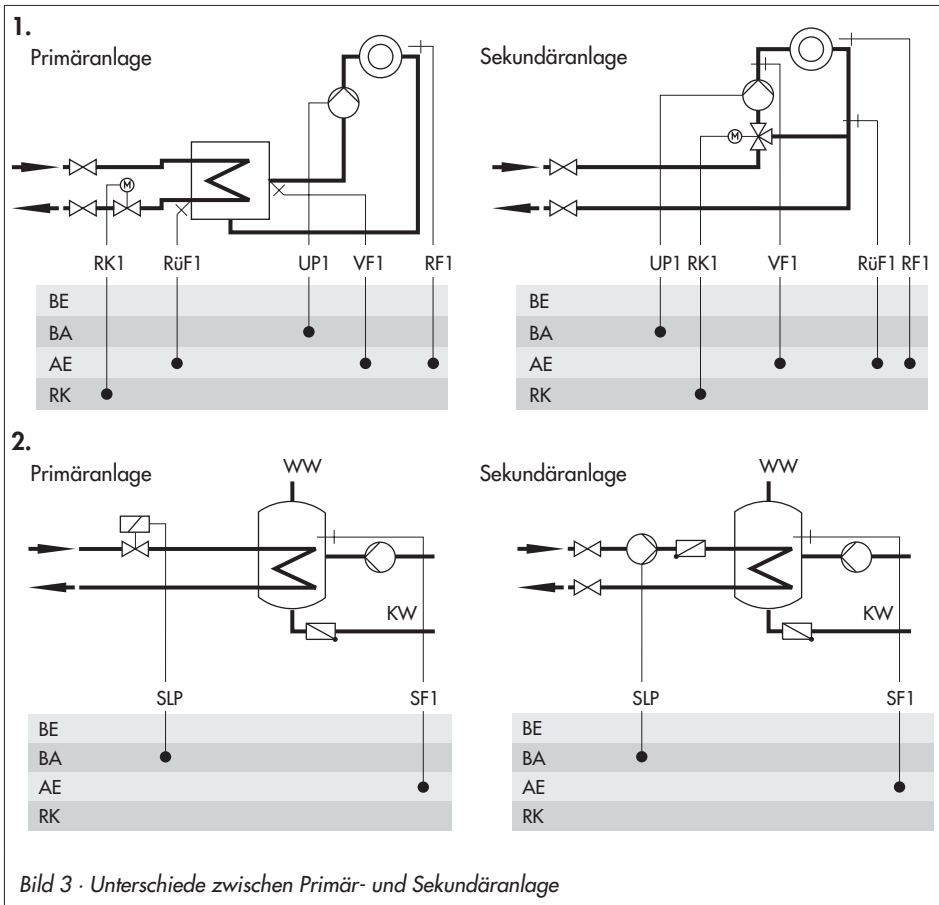 1.
Primäranlage
Sekundäranlage
M
M
RK1 RüF1 UP1 VF1 RF1
UP1 RK1 VF1 RüF1 RF1
BE
BA
AE
RK
BE
BA
AE
RK
2.
Primäranlage
Sekundäranlage
WW
WW
KW
KW
SLP SF1
SLP SF1
BE
BA
AE
RK
BE
BA
AE
RK
Bild 3 · Unterschiede zwischen Primär- und Sekundäranlage